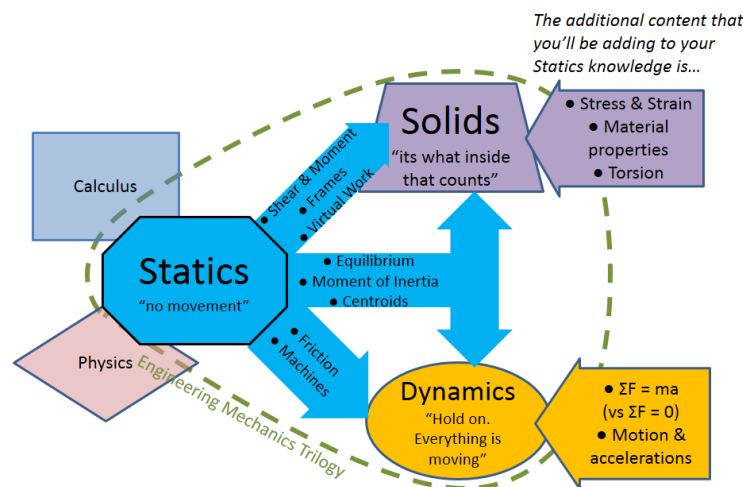 The additional content that
you'll be adding to your
Statics knowledge is...
● Stress & Strain
● Material
properties
● Torsion
Solids
"its what inside
that counts"
Calculus
● Shear & Moment
● Frames
● Virtual Work
Statics
"no movement"
● Equilibrium
● Moment of Inertia
● Centroids
Physics
● Friction
● Machines
Engineering Mechanics Trilogy
Dynamics
"Hold on.
Everything is
moving"
● ΣF = ma
(vs ΣF = 0)
● Motion &
accelerations